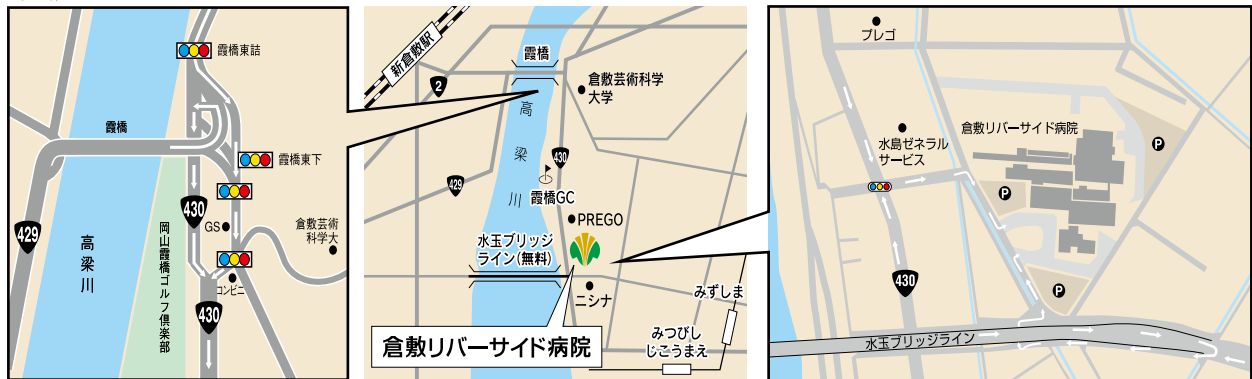 霞橋東詰
霞橋
霞橋東下
430
GS
倉敷芸術
科学大
429
高梁川
岡山霞橋ゴルフ倶楽部
コンビニ
430
新倉敷駅
霞橋
2
倉敷芸術科学
大学
高梁川
430
429
霞橋GC
PREGO
水玉ブリッジ
ライン(無料)
ニシナ
みずしま
倉敷リバーサイド病院
みつびし
じこうまえ
プレゴ
水島ゼネラル
サービス
倉敷リバーサイド病院
P
P
430
P
水玉ブリッジライン